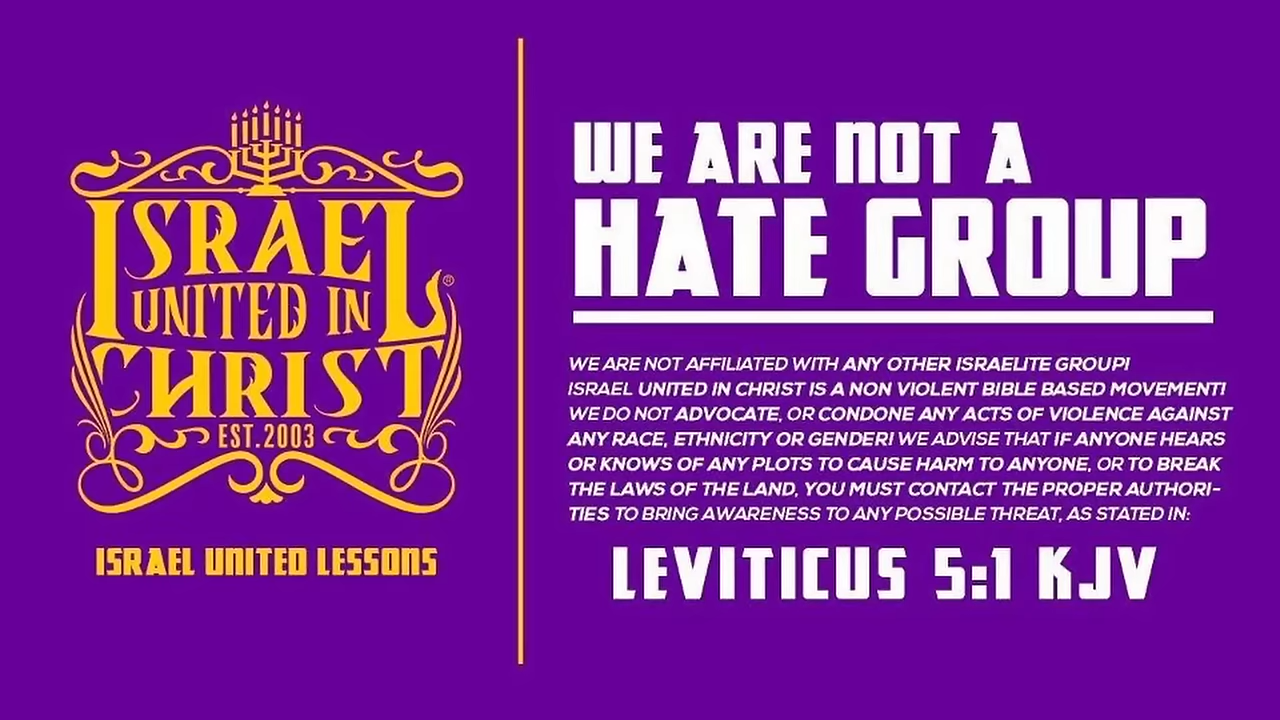 ISRAEL
UNITED IN
CHRIST
®
EST.2003
ISRAEL UNITED LESSONS
WE ARE NOT A
HATE GROUP
WE ARE NOT AFFILIATED WITH ANY OTHER ISRAELITE GROUP!
ISRAEL UNITED IN CHRIST IS A NON VIOLENT BIBLE BASED MOVEMENT!
WE DO NOT ADVOCATE, OR CONDONE ANY ACTS OF VIOLENCE AGAINST
ANY RACE, ETHNICITY OR GENDER! WE ADVISE THAT IF ANYONE HEARS
OR KNOWS OF ANY PLOTS TO CAUSE HARM TO ANYONE, OR TO BREAK
THE LAWS OF THE LAND, YOU MUST CONTACT THE PROPER AUTHORI-
TIES TO BRING AWARENESS TO ANY POSSIBLE THREAT, AS STATED IN:
LEVITICUS 5:1 KJV